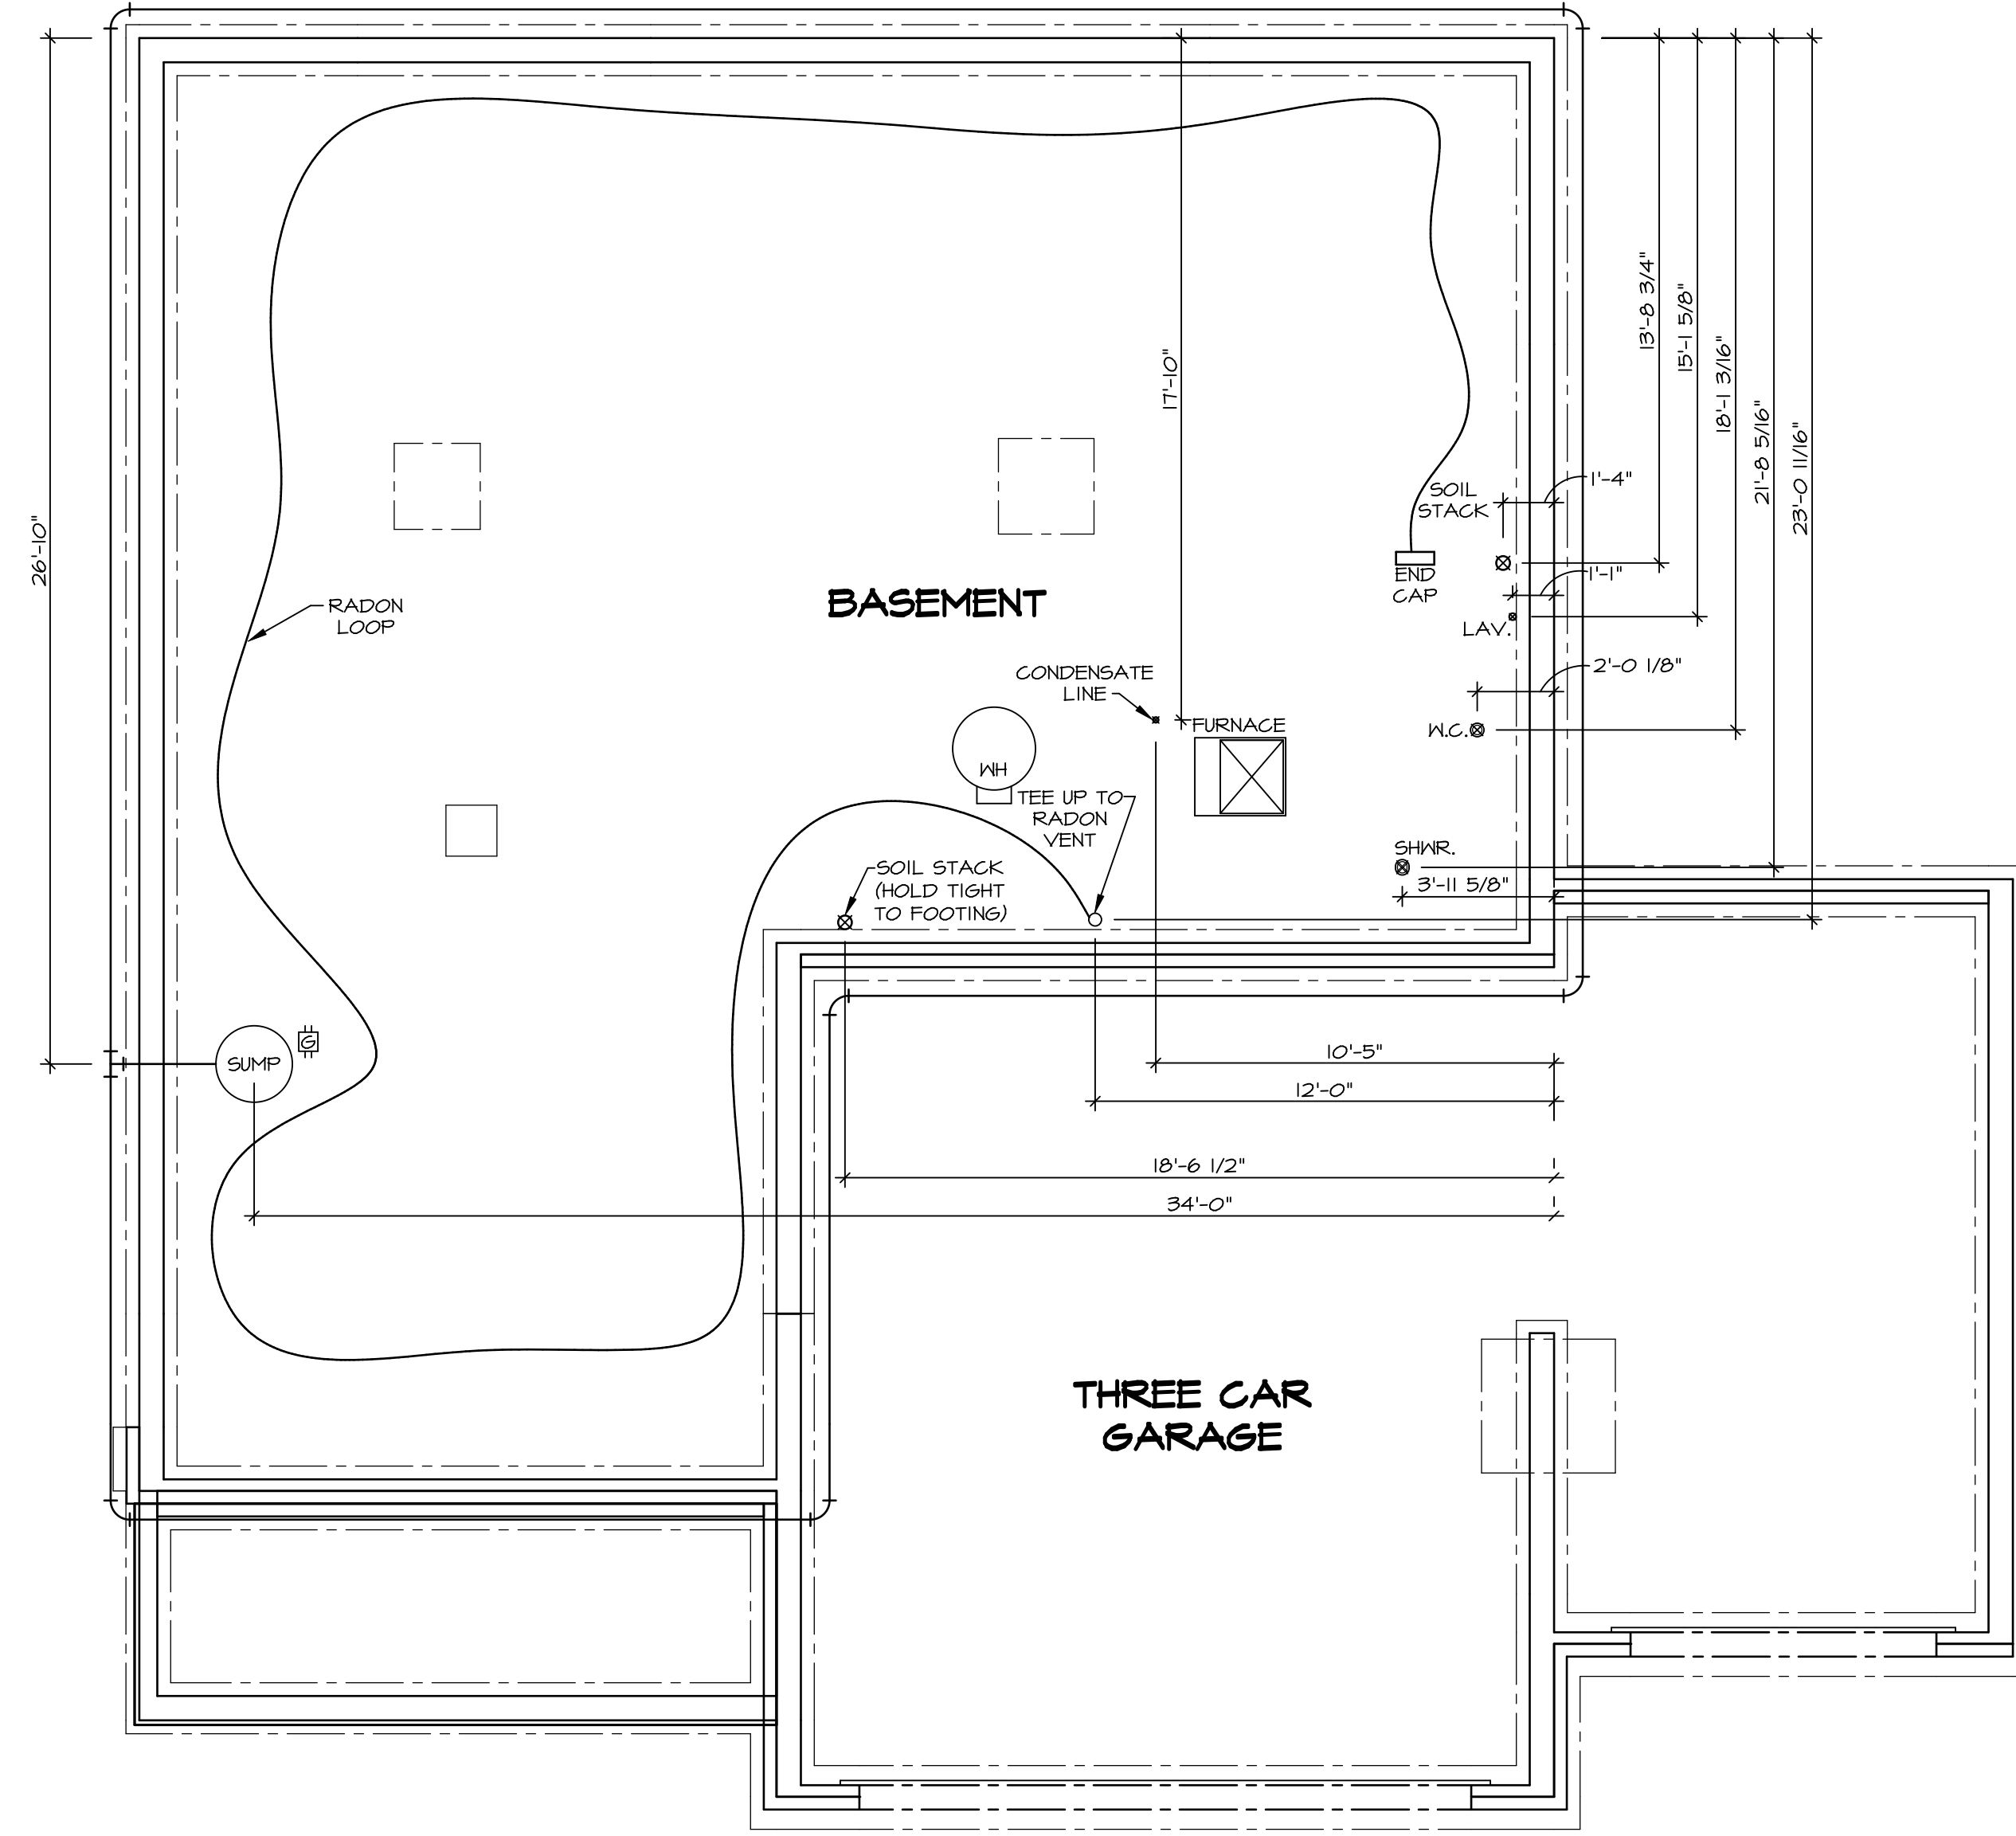 13'-8 3/4"
15'-1 5/8"
18'-1 3/16"
21'-8 5/16"
23'-0 11/16"
17'-10"
26'-10"
SOIL
STACK
1'-4"
END
CAP
1'-1"
BASEMENT
RADON
LOOP
LAV.
2'-0 1/8"
CONDENSATE
LINE
FURNACE
W.C.
WH
TEE UP TO
RADON
VENT
SHWR.
SOIL STACK
(HOLD TIGHT
TO FOOTING)
3'-11 5/8"
G
SUMP
10'-5"
12'-0"
18'-6 1/2"
34'-0"
THREE CAR
GARAGE